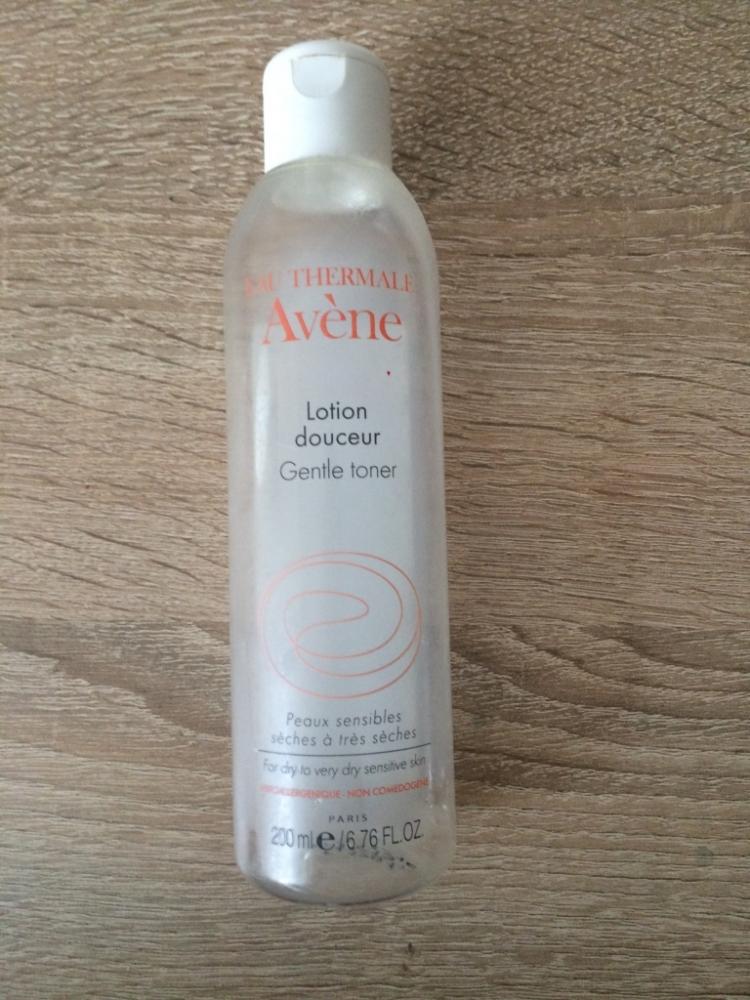 EAU THERMALE
Avène
Lotion
douceur
Gentle toner
Peaux sensibles
sèches à très sèches
For dry to very dry sensitive skin
HYPOALLERGENIQUE - NON COMEDOGENE
PARIS
200 ml e / 6.76 FL.OZ.